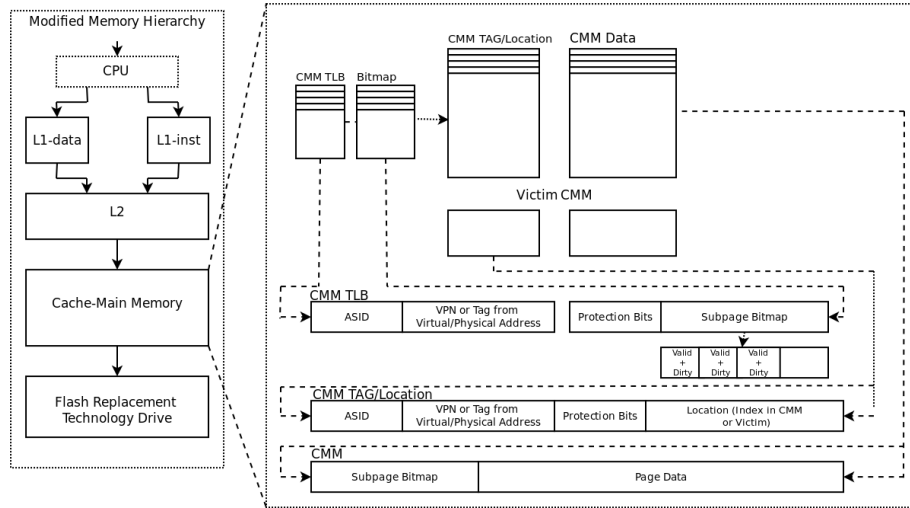 Modified Memory Hierarchy
CPU
L1-data
L1-inst
L2
Cache-Main Memory
Flash Replacement
Technology Drive
CMM TLB
Bitmap
CMM TAG/Location
CMM Data
Victim CMM
CMM TLB
ASID
VPN or Tag from
Virtual/Physical Address
Protection Bits
Subpage Bitmap
Valid
+
Dirty
Valid
+
Dirty
Valid
+
Dirty
CMM TAG/Location
ASID
VPN or Tag from
Virtual/Physical Address
Protection Bits
Location (Index in CMM
or Victim)
CMM
Subpage Bitmap
Page Data